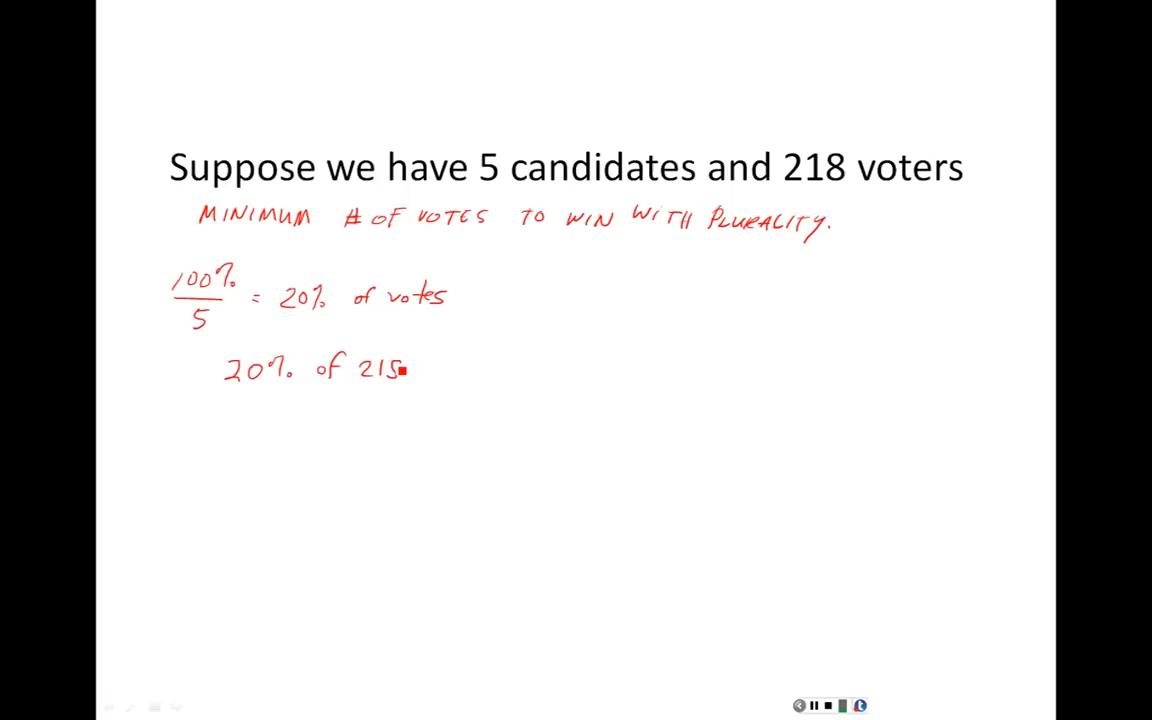 Suppose we have 5 candidates and 218 voters
MINIMUM # OF VOTES TO WIN WITH PLURALITY.
100%
5
= 20% of votes
20% of 215